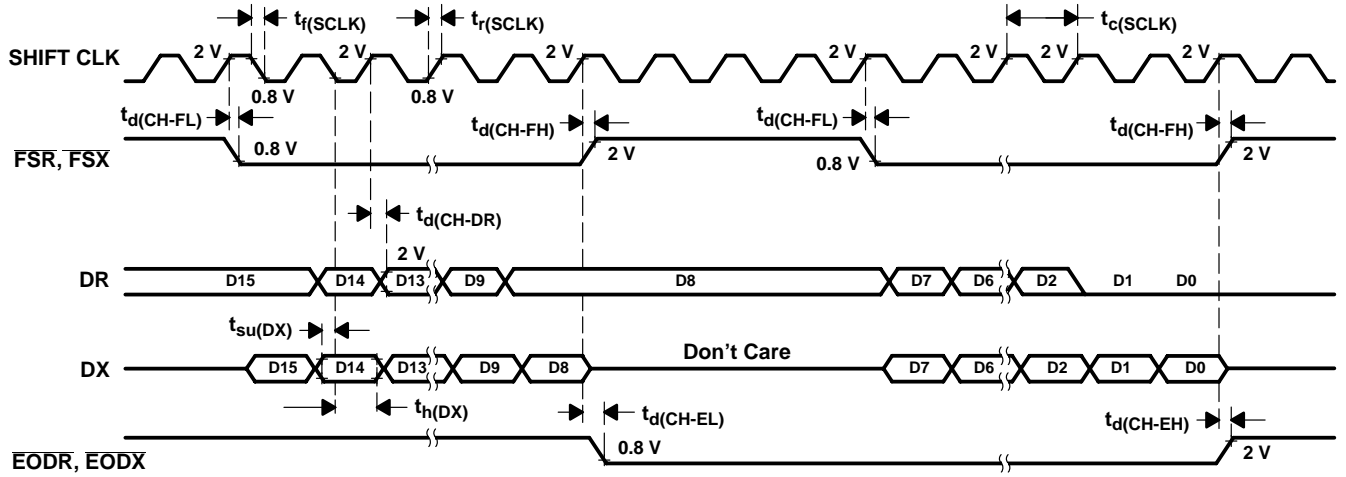 tf(SCLK) tr(SCLK) tc(SCLK)
SHIFT CLK 2 V 2 V 2 V 2 V 2 V 2 V 2 V
0.8 V 0.8 V
td(CH-FL) td(CH-FH) td(CH-FL) td(CH-FH)
FSR, FSX 0.8 V 2 V 0.8 V 2 V
td(CH-DR)
2 V
DR D15 D14 D13 D9 D8 D7 D6 D2 D1 D0
tsu(DX)
Don't Care
DX D15 D14 D13 D9 D8 D7 D6 D2 D1 D0
th(DX) td(CH-EL) td(CH-EH)
0.8 V 2 V
EODR, EODX